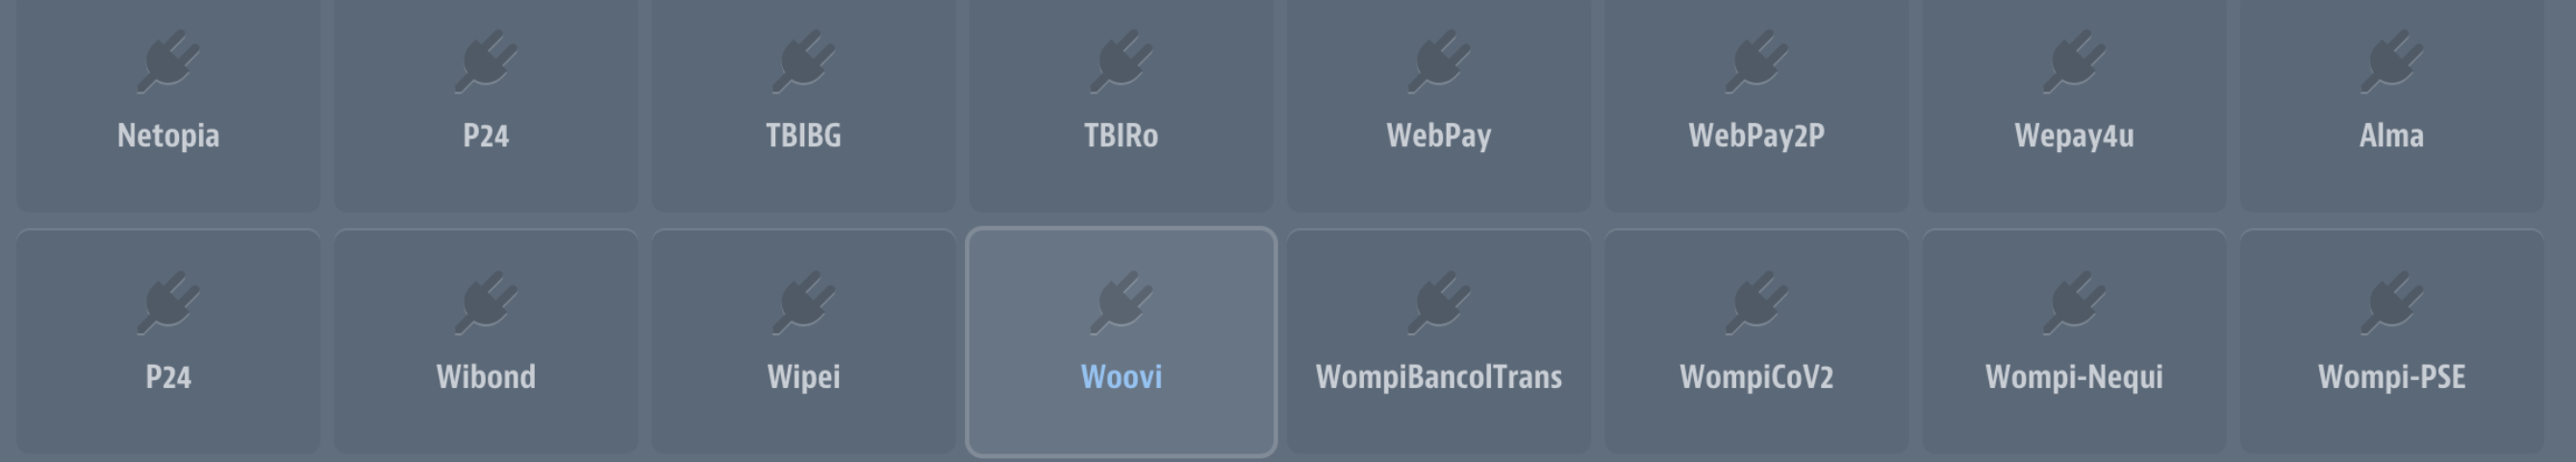 Netopia
P24
TBIBG
TBIRo
WebPay
WebPay2P
Wepay4u
Alma
P24
Wibond
Wipei
Woovi
WompiBancolTrans
WompiCoV2
Wompi-Nequi
Wompi-PSE